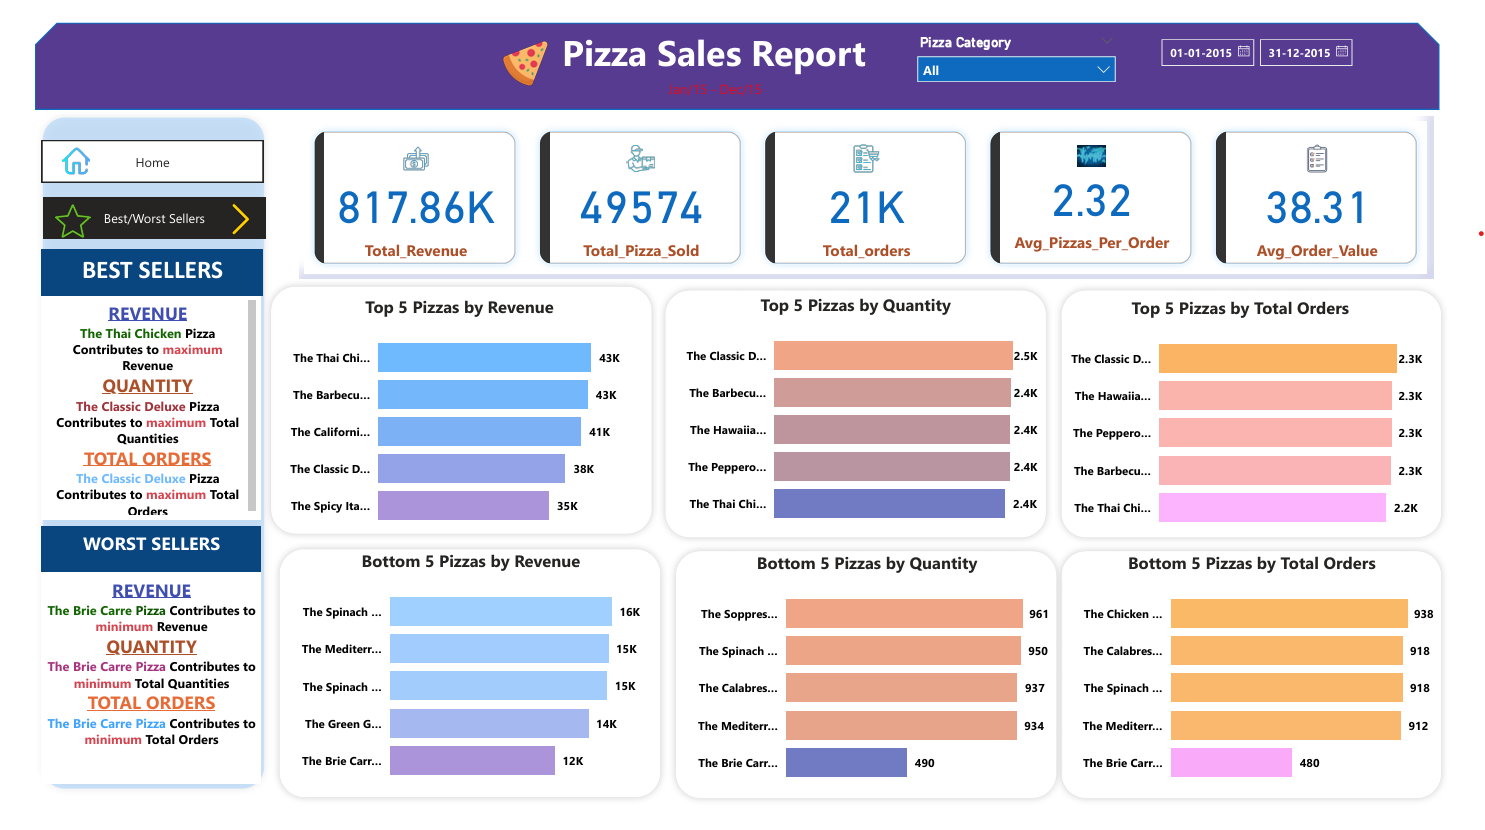 Pizza Sales Report
Pizza Category
All
01-01-2015
31-12-2015
Home
Best/Worst Sellers
817.86K
Total_Revenue
49574
Total_Pizza_Sold
21K
Total_orders
2.32
Avg_Pizzas_Per_Order
38.31
Avg_Order_Value
BEST SELLERS
REVENUE
The Thai Chicken Pizza
Contributes to maximum
Revenue
QUANTITY
The Classic Deluxe Pizza
Contributes to maximum Total
Quantities
TOTAL ORDERS
The Classic Deluxe Pizza
Contributes to maximum Total
Orders
WORST SELLERS
REVENUE
The Brie Carre Pizza Contributes to
minimum Revenue
QUANTITY
The Brie Carre Pizza Contributes to
minimum Total Quantities
TOTAL ORDERS
The Brie Carre Pizza Contributes to
minimum Total Orders
Top 5 Pizzas by Revenue
The Thai Chi... 43K
The Barbecu... 43K
The Californi... 41K
The Classic D... 38K
The Spicy Ita... 35K
Top 5 Pizzas by Quantity
The Classic D... 2.5K
The Barbecu... 2.4K
The Hawaiia... 2.4K
The Peppero... 2.4K
The Thai Chi... 2.4K
Top 5 Pizzas by Total Orders
The Classic D... 2.3K
The Hawaiia... 2.3K
The Peppero... 2.3K
The Barbecu... 2.3K
The Thai Chi... 2.2K
Bottom 5 Pizzas by Revenue
The Spinach ... 16K
The Mediterr... 15K
The Spinach ... 15K
The Green G... 14K
The Brie Carr... 12K
Bottom 5 Pizzas by Quantity
The Soppres... 961
The Spinach ... 950
The Calabres... 937
The Mediterr... 934
The Brie Carr... 490
Bottom 5 Pizzas by Total Orders
The Chicken ... 938
The Calabres... 918
The Spinach ... 918
The Mediterr... 912
The Brie Carr... 480